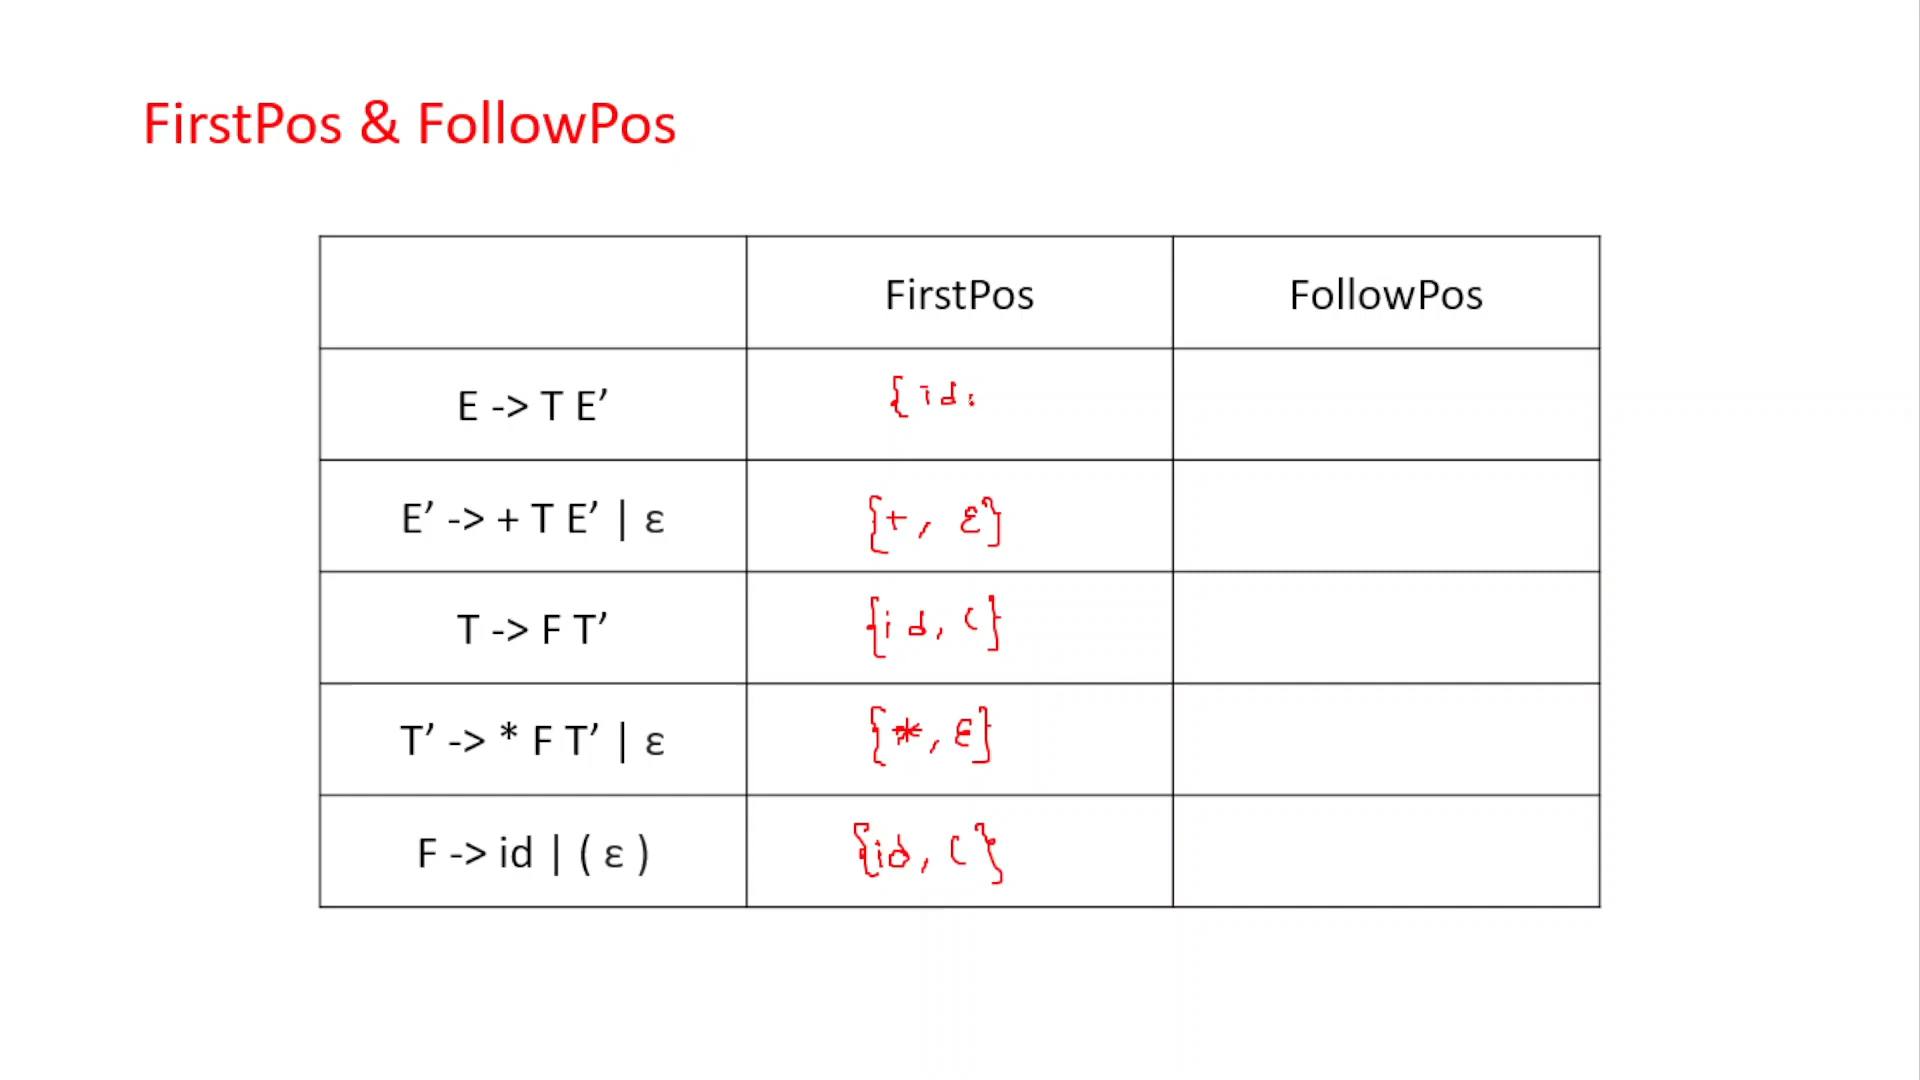 FirstPos & FollowPos
FirstPos FollowPos
E -> T E’ {id,
E’ -> + T E’ | ε {+, ε}
T -> F T’ {id, (}
T’ -> * F T’ | ε {*, ε}
F -> id | ( ε ) {id, (}